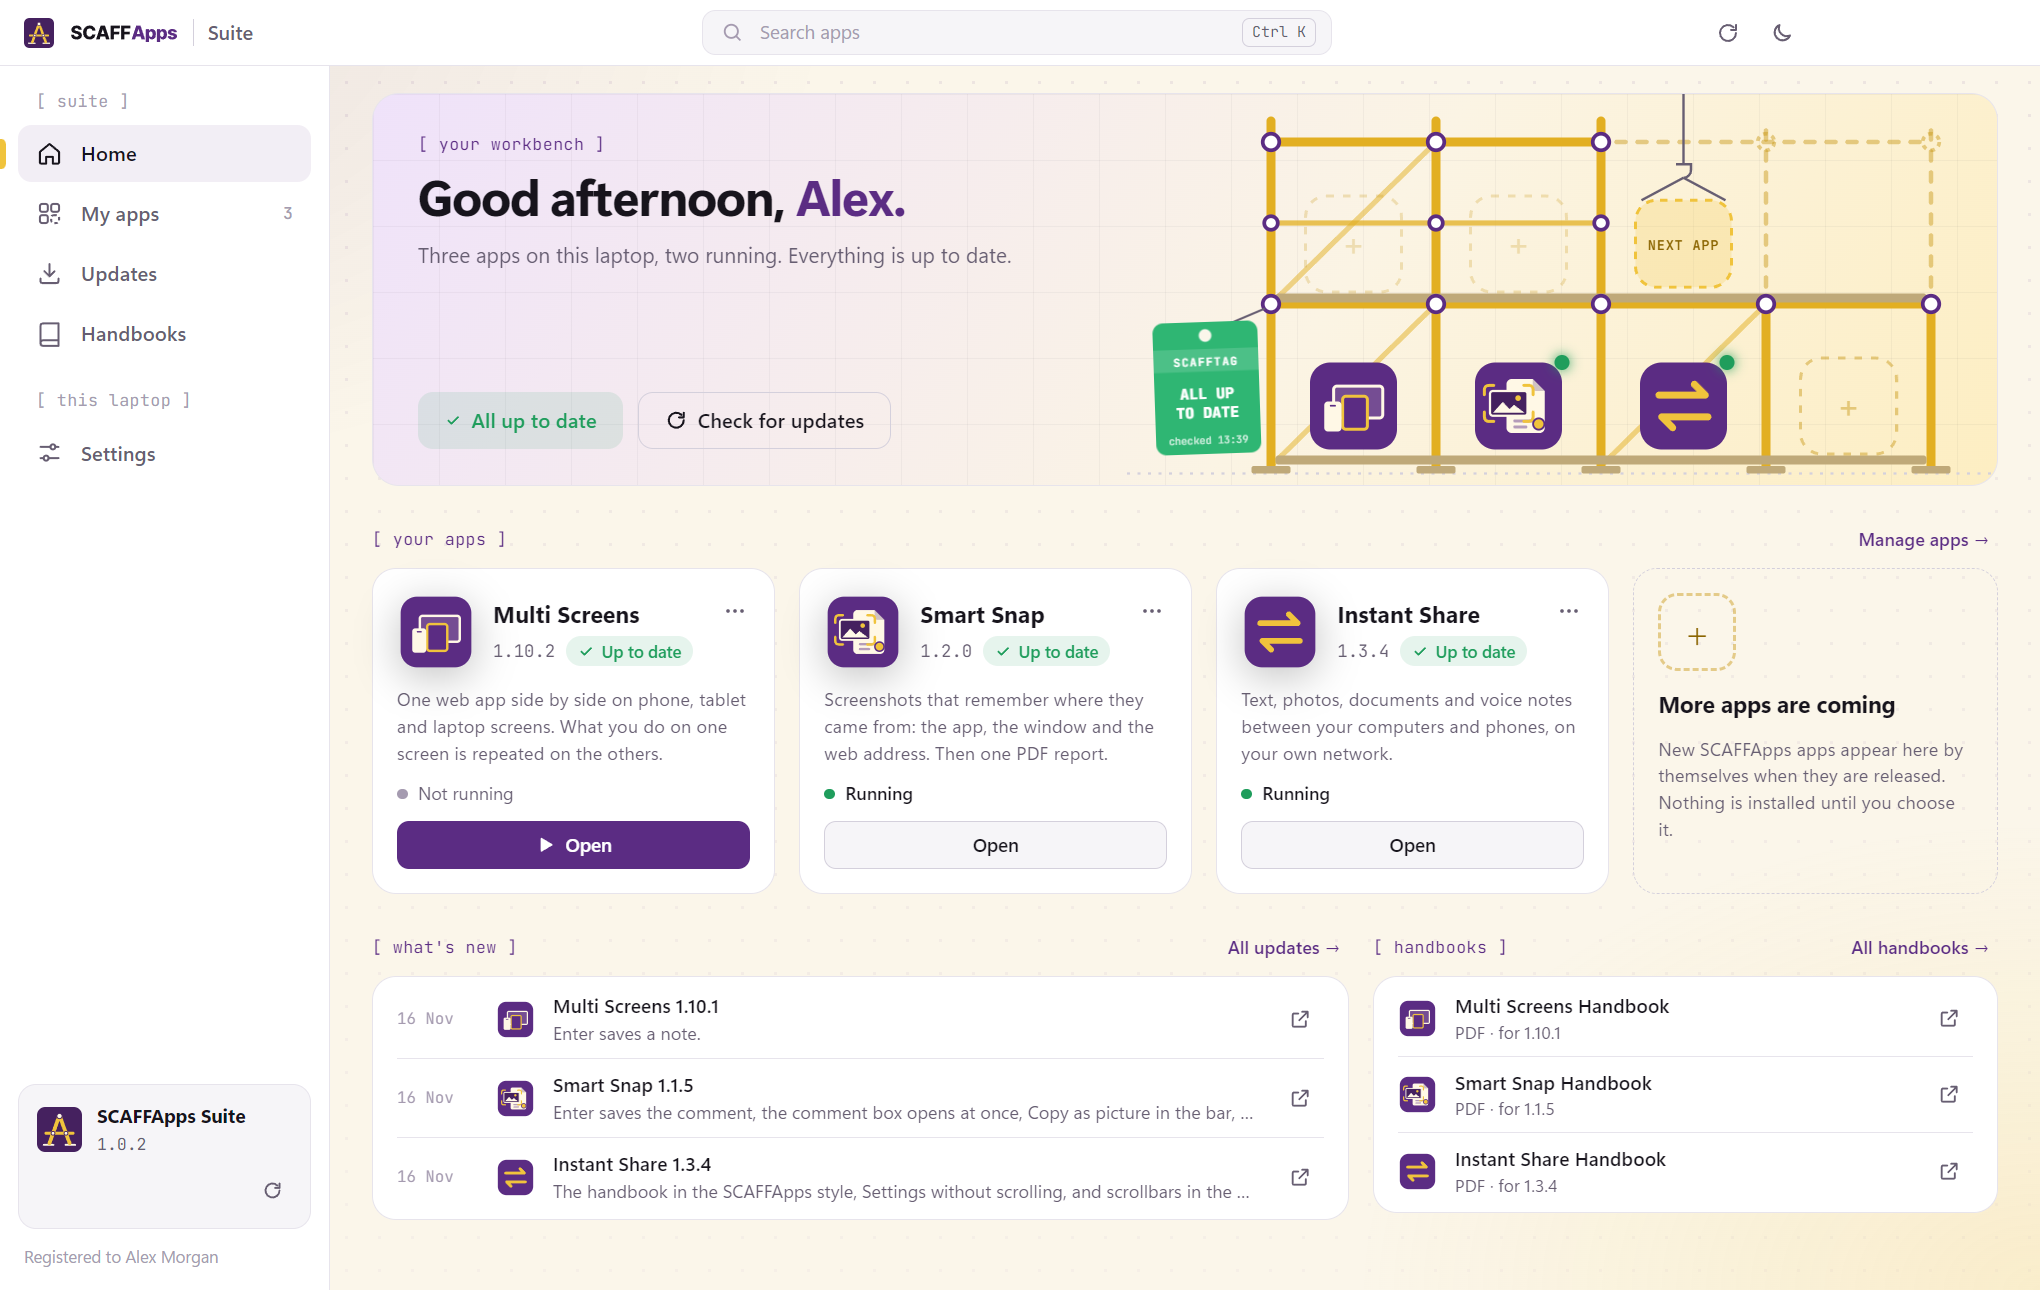 SCAFFApps Suite
Search apps
Ctrl K
[ suite ]
Home
My apps 3
Updates
Handbooks
[ this laptop ]
Settings
SCAFFApps Suite
1.0.2
Registered to Alex Morgan
[ your workbench ]
Good afternoon, Alex.
Three apps on this laptop, two running. Everything is up to date.
All up to date
Check for updates
NEXT APP
SCAFFTAG
ALL UP
TO DATE
checked 13:39
[ your apps ]
Manage apps →
Multi Screens
1.10.2 Up to date
One web app side by side on phone, tablet
and laptop screens. What you do on one
screen is repeated on the others.
Not running
Open
Smart Snap
1.2.0 Up to date
Screenshots that remember where they
came from: the app, the window and the
web address. Then one PDF report.
Running
Open
Instant Share
1.3.4 Up to date
Text, photos, documents and voice notes
between your computers and phones, on
your own network.
Running
Open
More apps are coming
New SCAFFApps apps appear here by
themselves when they are released.
Nothing is installed until you choose
it.
[ what's new ]
All updates →
16 Nov
Multi Screens 1.10.1
Enter saves a note.
16 Nov
Smart Snap 1.1.5
Enter saves the comment, the comment box opens at once, Copy as picture in the bar, ...
16 Nov
Instant Share 1.3.4
The handbook in the SCAFFApps style, Settings without scrolling, and scrollbars in the ...
[ handbooks ]
All handbooks →
Multi Screens Handbook
PDF · for 1.10.1
Smart Snap Handbook
PDF · for 1.1.5
Instant Share Handbook
PDF · for 1.3.4